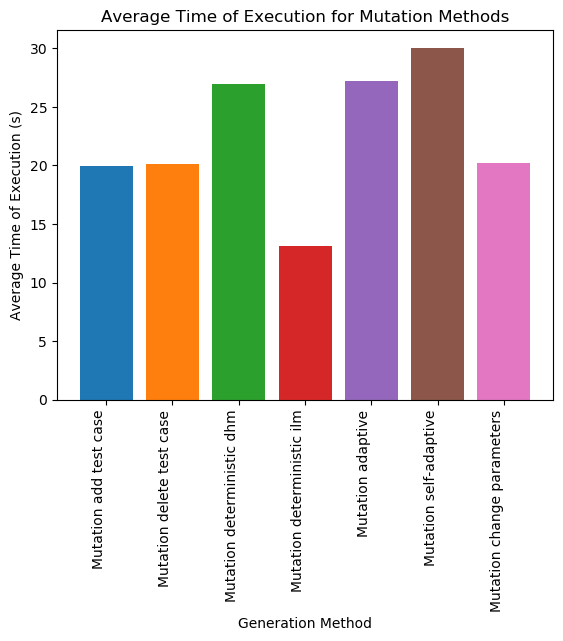 Average Time of Execution for Mutation Methods
Average Time of Execution (s)
30
25
20
15
10
5
0
Mutation add test case
Mutation delete test case
Mutation deterministic dhm
Mutation deterministic ilm
Mutation adaptive
Mutation self-adaptive
Mutation change parameters
Generation Method